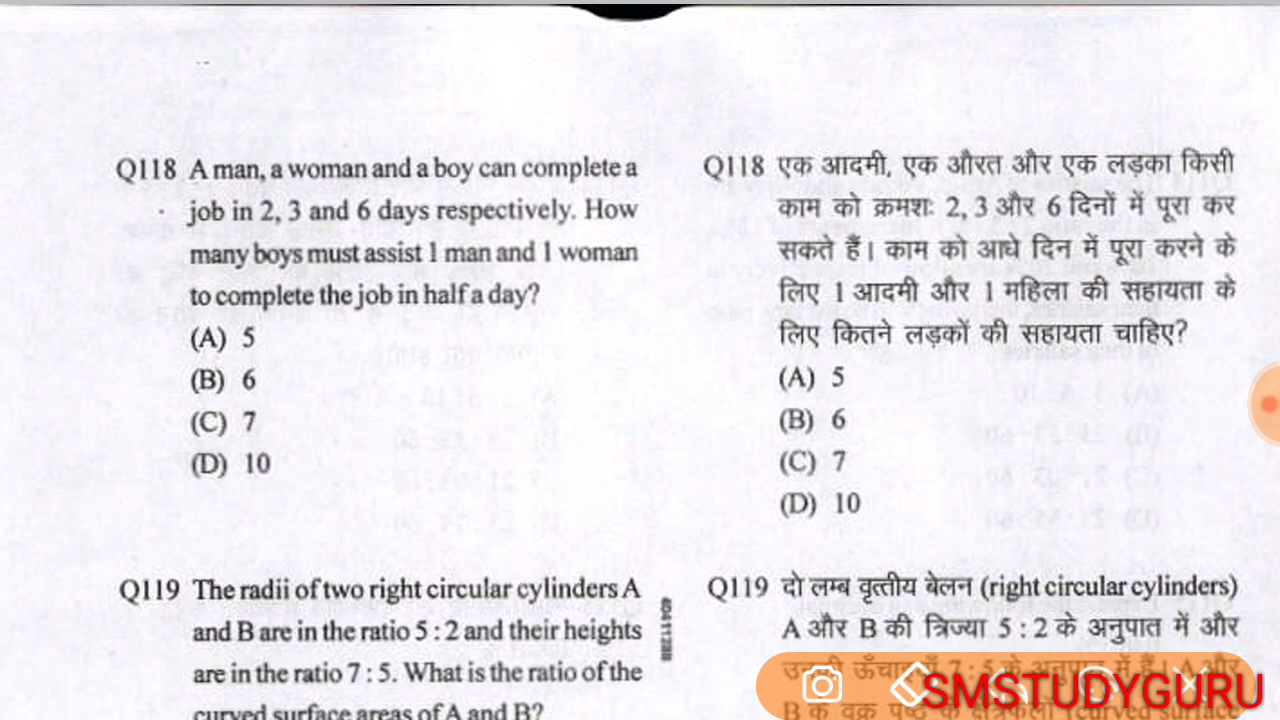 Q118 A man, a woman and a boy can complete a
job in 2, 3 and 6 days respectively. How
many boys must assist 1 man and 1 woman
to complete the job in half a day?
(A) 5
(B) 6
(C) 7
(D) 10
Q119 The radii of two right circular cylinders A
and B are in the ratio 5 : 2 and their heights
are in the ratio 7 : 5. What is the ratio of the
curved surface areas of A and B?
Q118 एक आदमी, एक औरत और एक लड़का किसी
काम को क्रमशः 2, 3 और 6 दिनों में पूरा कर
सकते हैं। काम को आधे दिन में पूरा करने के
लिए 1 आदमी और 1 महिला की सहायता के
लिए कितने लड़कों की सहायता चाहिए?
(A) 5
(B) 6
(C) 7
(D) 10
Q119 दो लम्ब वृत्तीय बेलन (right circular cylinders)
A और B की त्रिज्या 5 : 2 के अनुपात में और
उनकी ऊँचाइयाँ 7 : 5 के अनुपात में हैं। A और
SMSTUDYGURU